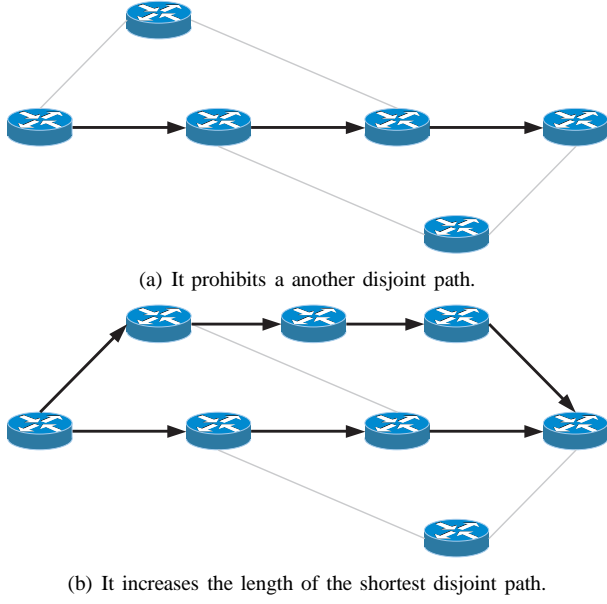 (a) It prohibits a another disjoint path.
(b) It increases the length of the shortest disjoint path.